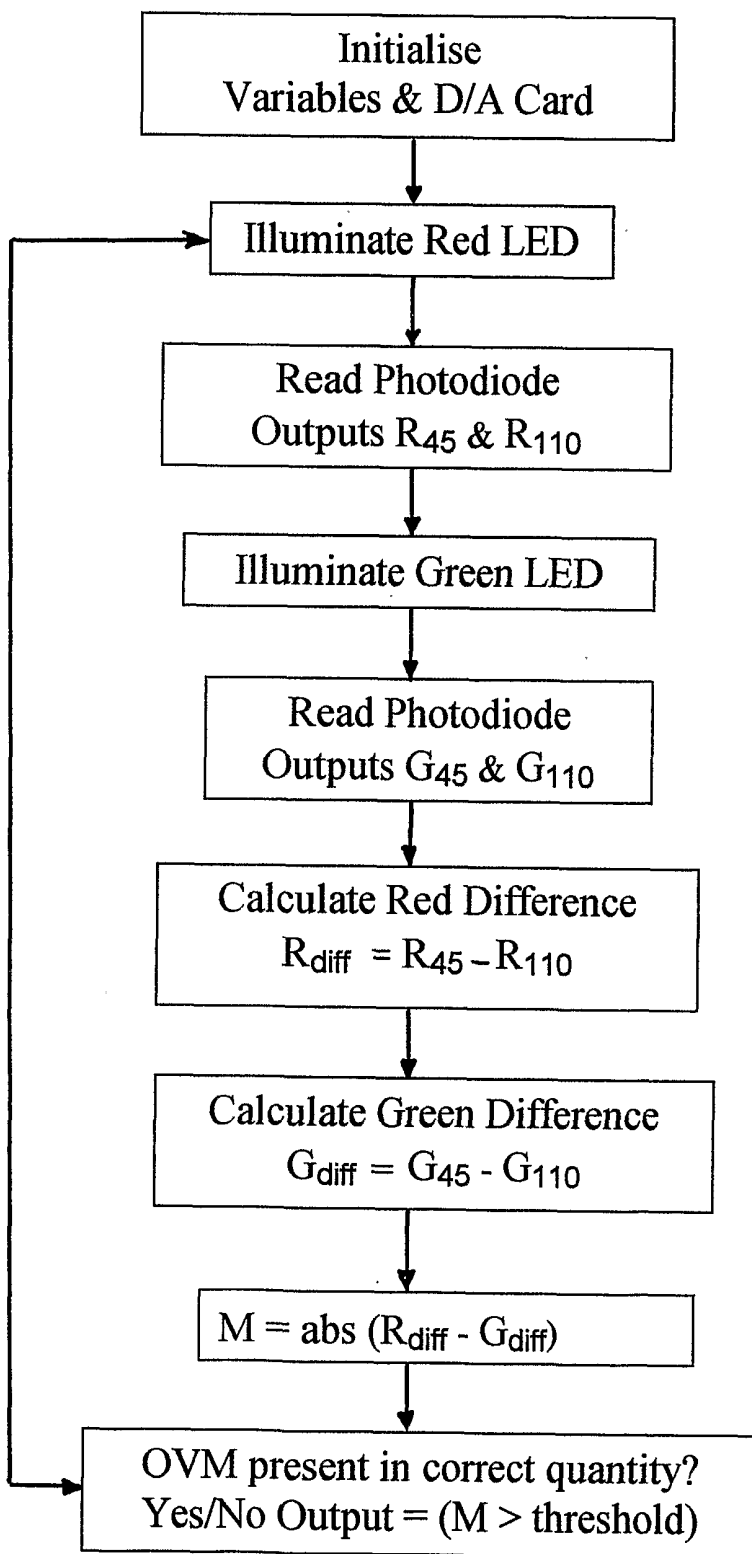 Initialise
Variables & D/A Card
Illuminate Red LED
Read Photodiode
Outputs R45 & R110
Illuminate Green LED
Read Photodiode
Outputs G45 & G110
Calculate Red Difference
Rdiff = R45 – R110
Calculate Green Difference
Gdiff = G45 - G110
M = abs (Rdiff - Gdiff)
OVM present in correct quantity?
Yes/No Output = (M > threshold)